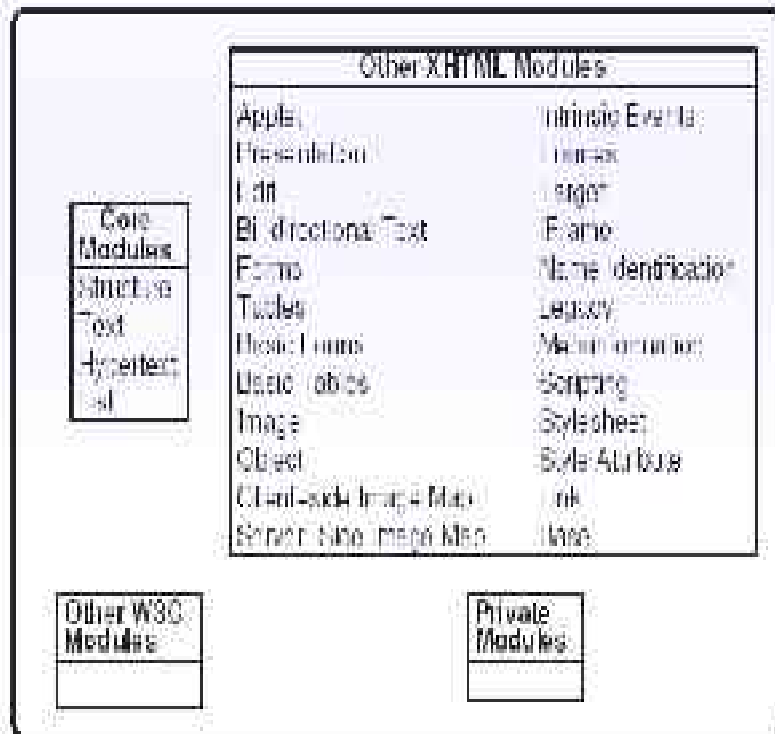 Other XHTML Modules
Applet
Presentation
Edit
Bi-directional Text
Forms
Tables
Basic Forms
Basic Tables
Image
Object
Client-side Image Map
Server-Side Image Map
Intrinsic Events
Frames
Target
IFrame
Name Identification
Legacy
Metainformation
Scripting
Stylesheet
Style Attribute
Link
Base
Core
Modules
Structure
Text
Hypertext
List
Other W3C
Modules
Private
Modules